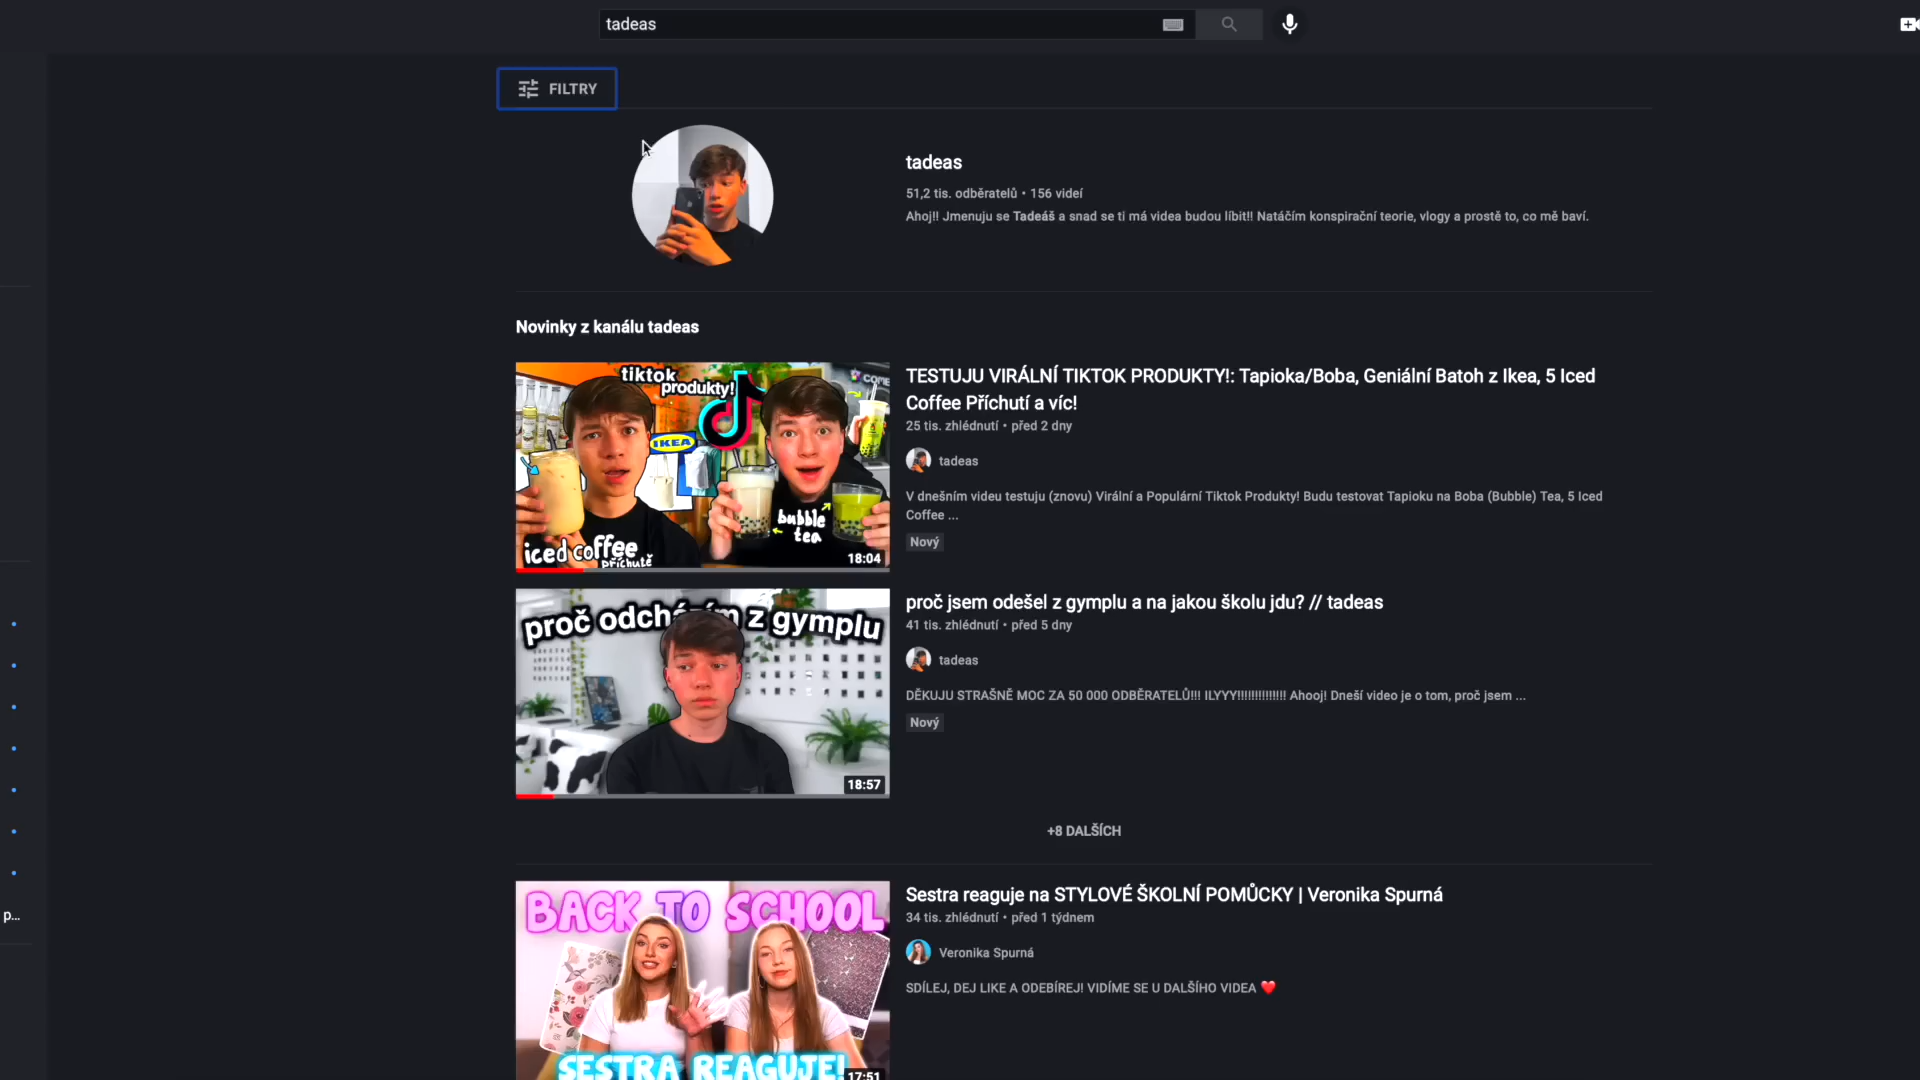 tadeas
FILTRY
tadeas
51,2 tis. odběratelů • 156 videí
Ahoj!! Jmenuju se Tadeáš a snad se ti má videa budou líbit!! Natáčím konspirační teorie, vlogy a prostě to, co mě baví.
Novinky z kanálu tadeas
tiktok
produkty!
IKEA
bubble
tea
iced coffee
příchutě
18:04
TESTUJU VIRÁLNÍ TIKTOK PRODUKTY!: Tapioka/Boba, Geniální Batoh z Ikea, 5 Iced
Coffee Příchutí a víc!
25 tis. zhlédnutí • před 2 dny
tadeas
V dnešním videu testuju (znovu) Virální a Populární Tiktok Produkty! Budu testovat Tapioku na Boba (Bubble) Tea, 5 Iced
Coffee ...
Nový
proč odcházím z gymplu
18:57
proč jsem odešel z gymplu a na jakou školu jdu? // tadeas
41 tis. zhlédnutí • před 5 dny
tadeas
DĚKUJU STRAŠNĚ MOC ZA 50 000 ODBĚRATELŮ!!! ILYYY!!!!!!!!!!!!!! Ahooj! Dneší video je o tom, proč jsem ...
Nový
+8 DALŠÍCH
p...
BACK TO SCHOOL
SESTRA REAGUJE!
17:51
Sestra reaguje na STYLOVÉ ŠKOLNÍ POMŮCKY | Veronika Spurná
34 tis. zhlédnutí • před 1 týdnem
Veronika Spurná
SDÍLEJ, DEJ LIKE A ODEBÍREJ! VIDÍME SE U DALŠÍHO VIDEA ❤️